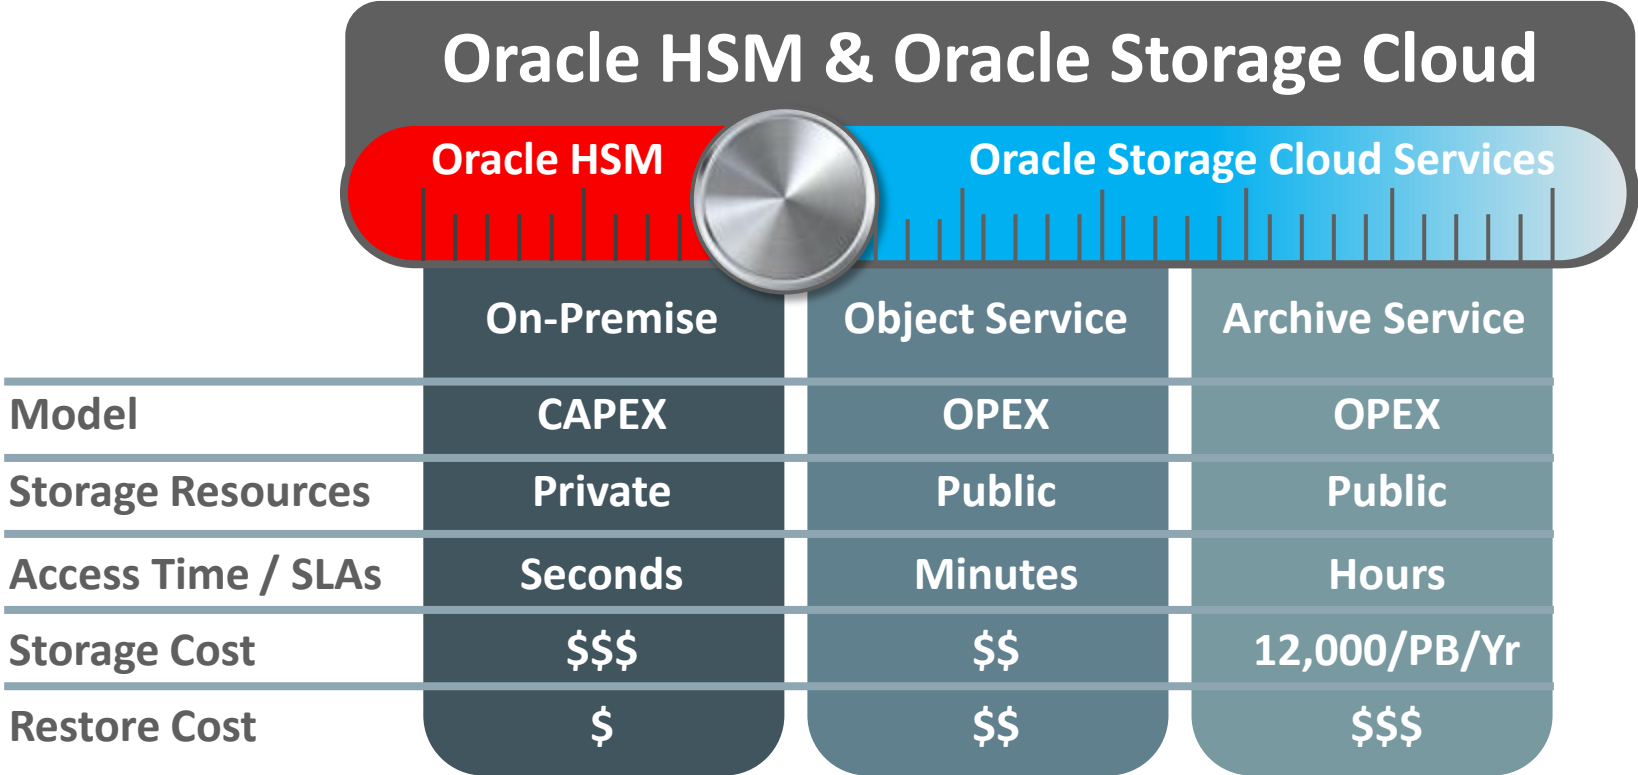 Oracle HSM & Oracle Storage Cloud
Oracle HSM Oracle Storage Cloud Services
On-Premise Object Service Archive Service
Model CAPEX OPEX OPEX
Storage Resources Private Public Public
Access Time / SLAs Seconds Minutes Hours
Storage Cost $$$ $$ 12,000/PB/Yr
Restore Cost $ $$ $$$